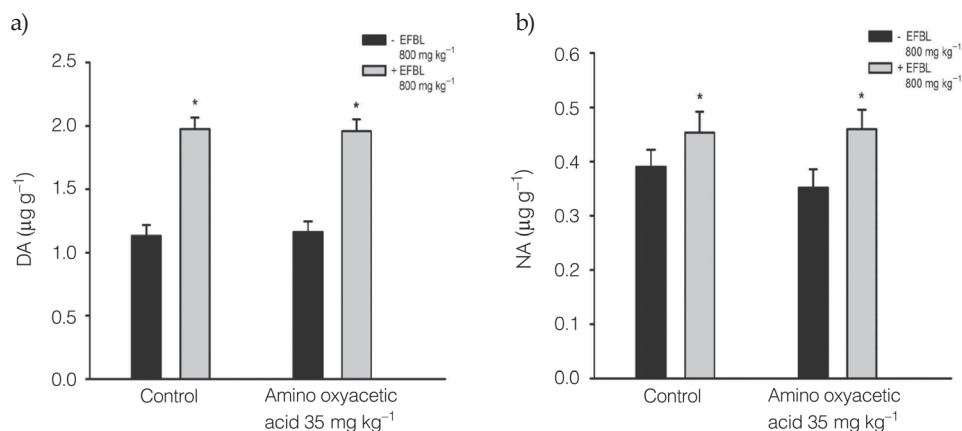 a)
- EFBL
800 mg kg⁻¹
+ EFBL
800 mg kg⁻¹
2.5
2.0
1.5
1.0
0.5
0.0
DA (µg g⁻¹)
*
*
Control
Amino oxyacetic
acid 35 mg kg⁻¹
b)
- EFBL
800 mg kg⁻¹
+ EFBL
800 mg kg⁻¹
0.6
0.5
0.4
0.3
0.2
0.1
0.0
NA (µg g⁻¹)
*
*
Control
Amino oxyacetic
acid 35 mg kg⁻¹